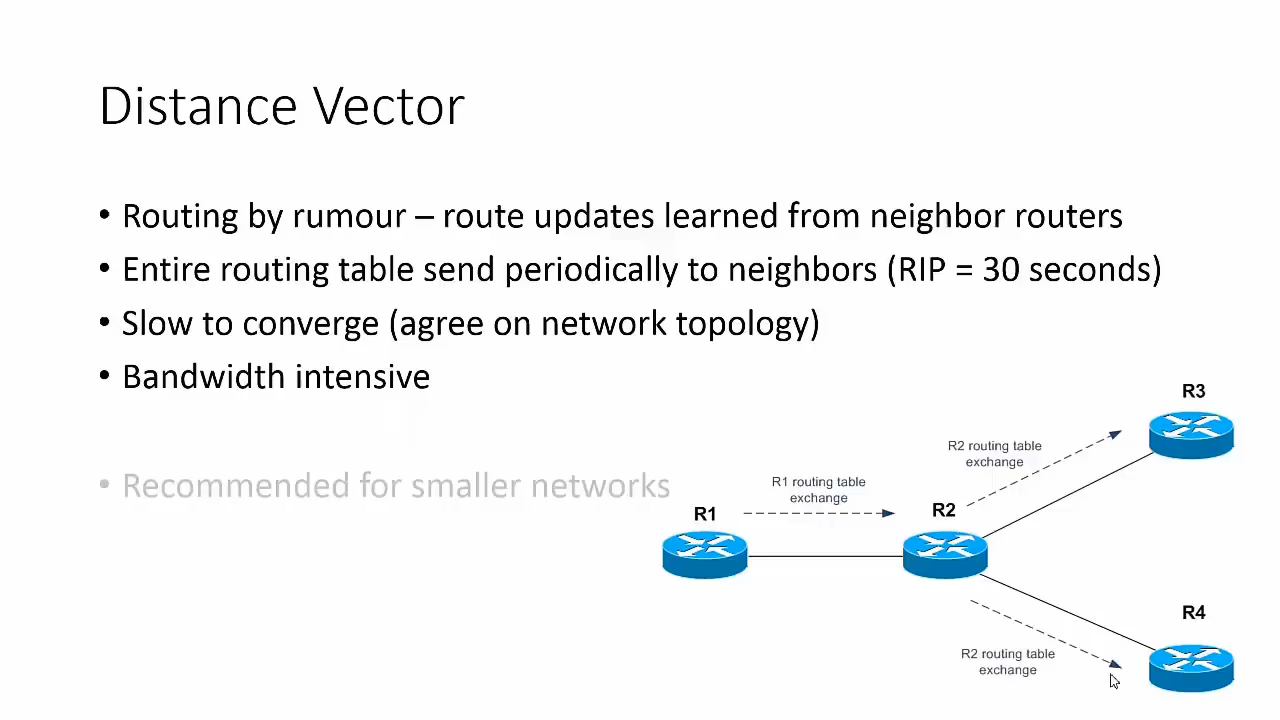 Distance Vector
• Routing by rumour – route updates learned from neighbor routers
• Entire routing table send periodically to neighbors (RIP = 30 seconds)
• Slow to converge (agree on network topology)
• Bandwidth intensive
• Recommended for smaller networks
R3
R2 routing table
exchange
R1 routing table
exchange
R1
R2
R4
R2 routing table
exchange